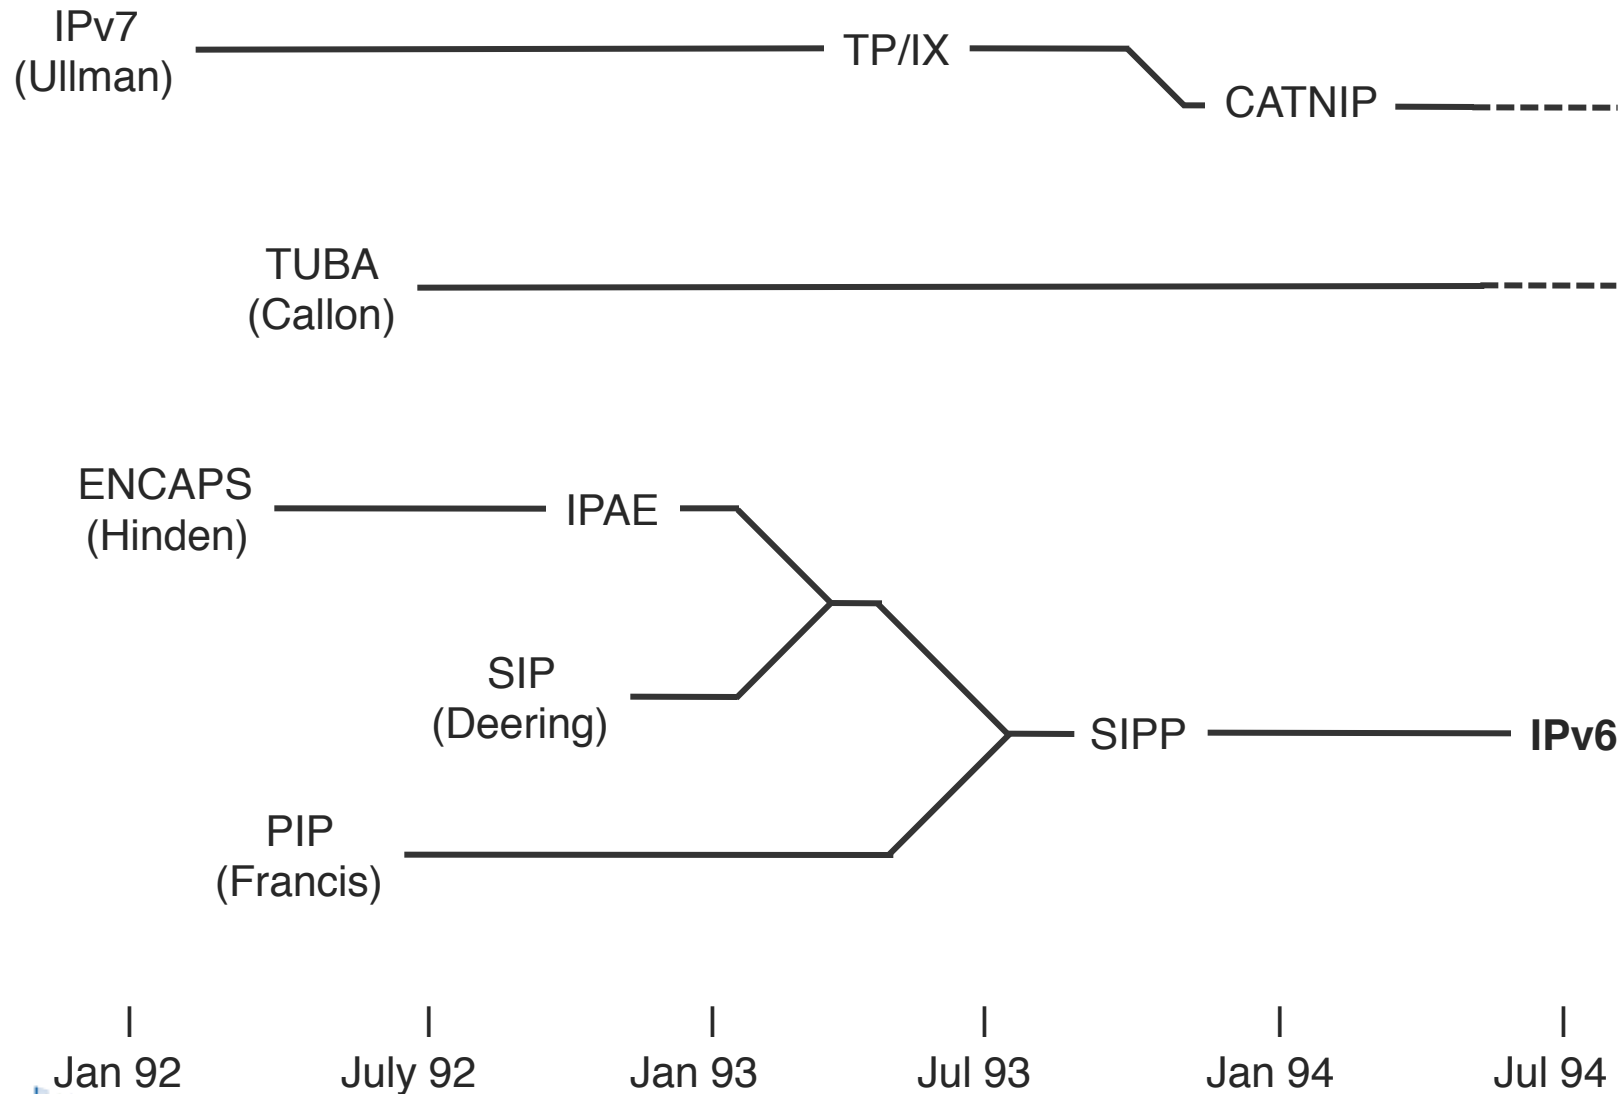 IPv7
(Ullman)
TP/IX
CATNIP
TUBA
(Callon)
ENCAPS
(Hinden)
IPAE
SIP
(Deering)
SIPP
IPv6
PIP
(Francis)
Jan 92
July 92
Jan 93
Jul 93
Jan 94
Jul 94